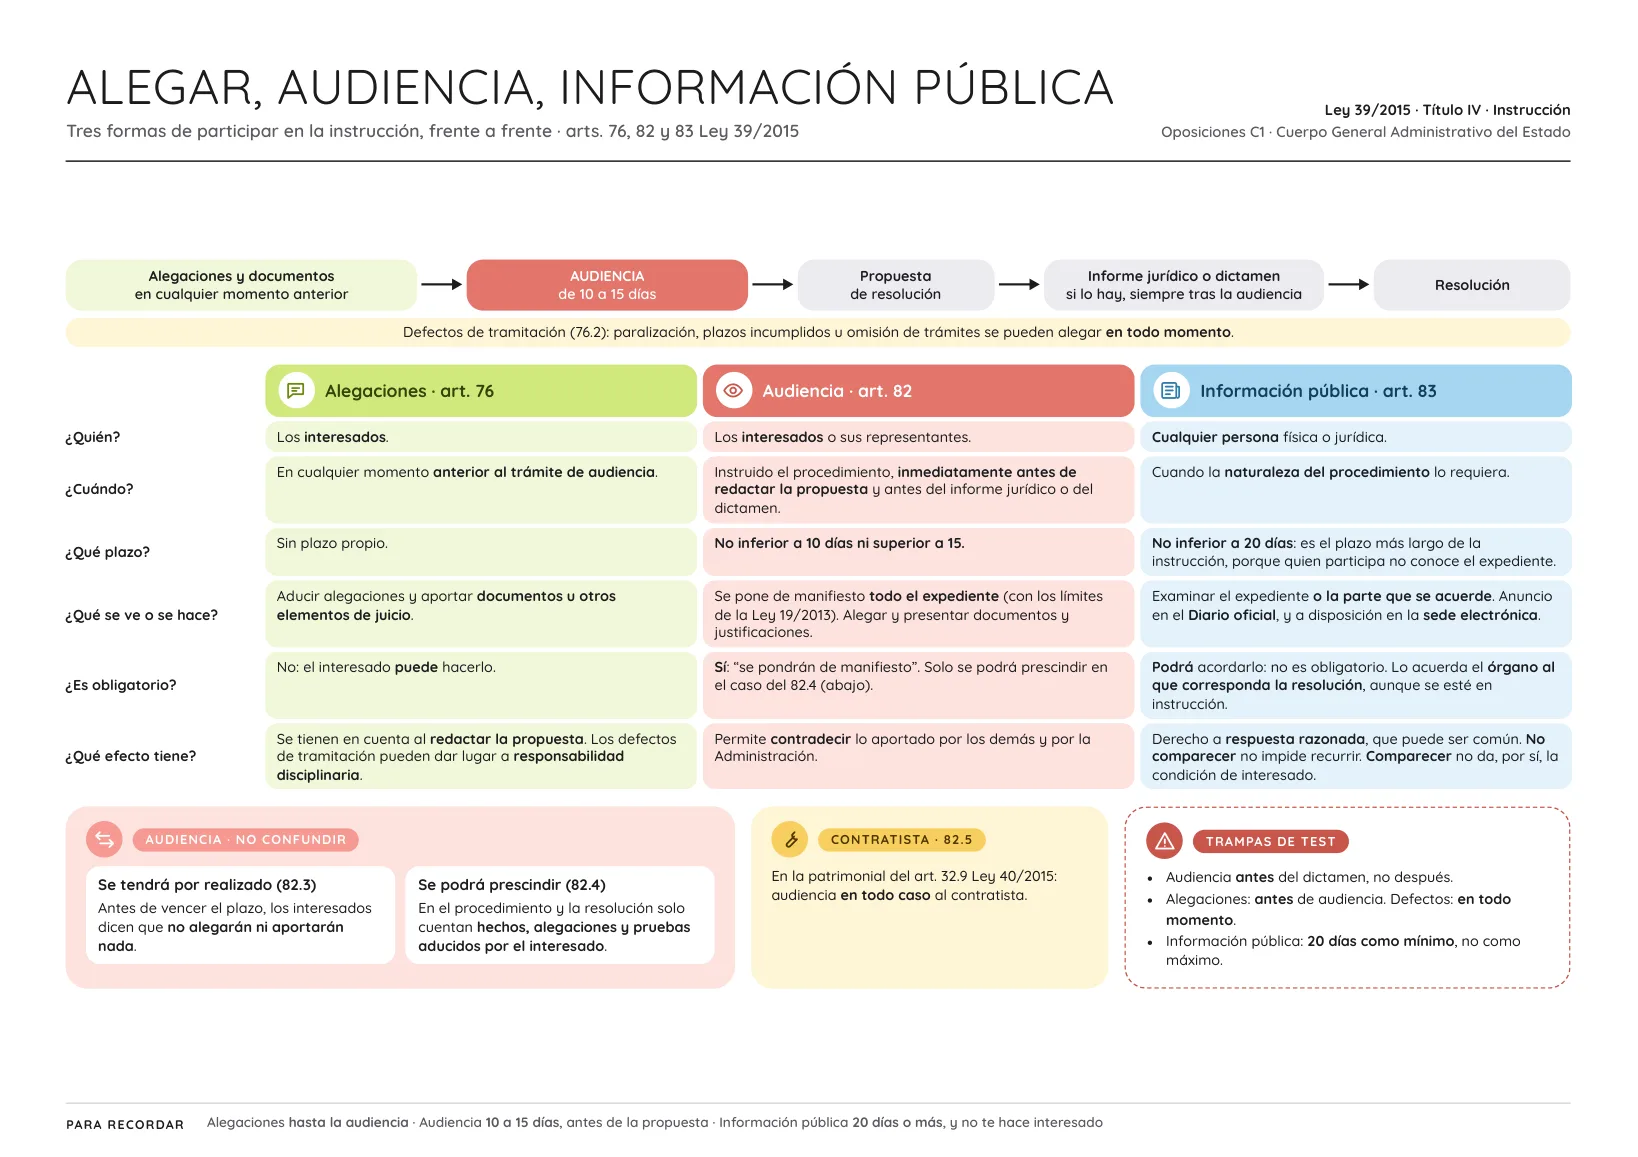 ALEGAR, AUDIENCIA, INFORMACIÓN PÚBLICA
Tres formas de participar en la instrucción, frente a frente · arts. 76, 82 y 83 Ley 39/2015
Ley 39/2015 · Título IV · Instrucción
Oposiciones C1 · Cuerpo General Administrativo del Estado
Alegaciones y documentos
en cualquier momento anterior
AUDIENCIA
de 10 a 15 días
Propuesta
de resolución
Informe jurídico o dictamen
si lo hay, siempre tras la audiencia
Resolución
Defectos de tramitación (76.2): paralización, plazos incumplidos u omisión de trámites se pueden alegar en todo momento.
Alegaciones · art. 76
Audiencia · art. 82
Información pública · art. 83
¿Quién?
Los interesados.
Los interesados o sus representantes.
Cualquier persona física o jurídica.
¿Cuándo?
En cualquier momento anterior al trámite de audiencia.
Instruido el procedimiento, inmediatamente antes de
redactar la propuesta y antes del informe jurídico o del
dictamen.
Cuando la naturaleza del procedimiento lo requiera.
¿Qué plazo?
Sin plazo propio.
No inferior a 10 días ni superior a 15.
No inferior a 20 días: es el plazo más largo de la
instrucción, porque quien participa no conoce el expediente.
¿Qué se ve o se hace?
Aducir alegaciones y aportar documentos u otros
elementos de juicio.
Se pone de manifiesto todo el expediente (con los límites
de la Ley 19/2013). Alegar y presentar documentos y
justificaciones.
Examinar el expediente o la parte que se acuerde. Anuncio
en el Diario oficial, y a disposición en la sede electrónica.
¿Es obligatorio?
No: el interesado puede hacerlo.
Sí: “se pondrán de manifiesto”. Solo se podrá prescindir en
el caso del 82.4 (abajo).
Podrá acordarlo: no es obligatorio. Lo acuerda el órgano al
que corresponda la resolución, aunque se esté en
instrucción.
¿Qué efecto tiene?
Se tienen en cuenta al redactar la propuesta. Los defectos
de tramitación pueden dar lugar a responsabilidad
disciplinaria.
Permite contradecir lo aportado por los demás y por la
Administración.
Derecho a respuesta razonada, que puede ser común. No
comparecer no impide recurrir. Comparecer no da, por sí, la
condición de interesado.
AUDIENCIA · NO CONFUNDIR
Se tendrá por realizado (82.3)
Antes de vencer el plazo, los interesados
dicen que no alegarán ni aportarán
nada.
Se podrá prescindir (82.4)
En el procedimiento y la resolución solo
cuentan hechos, alegaciones y pruebas
aducidos por el interesado.
CONTRATISTA · 82.5
En la patrimonial del art. 32.9 Ley 40/2015:
audiencia en todo caso al contratista.
TRAMPAS DE TEST
• Audiencia antes del dictamen, no después.
• Alegaciones: antes de audiencia. Defectos: en todo
momento.
• Información pública: 20 días como mínimo, no como
máximo.
PARA RECORDAR
Alegaciones hasta la audiencia · Audiencia 10 a 15 días, antes de la propuesta · Información pública 20 días o más, y no te hace interesado